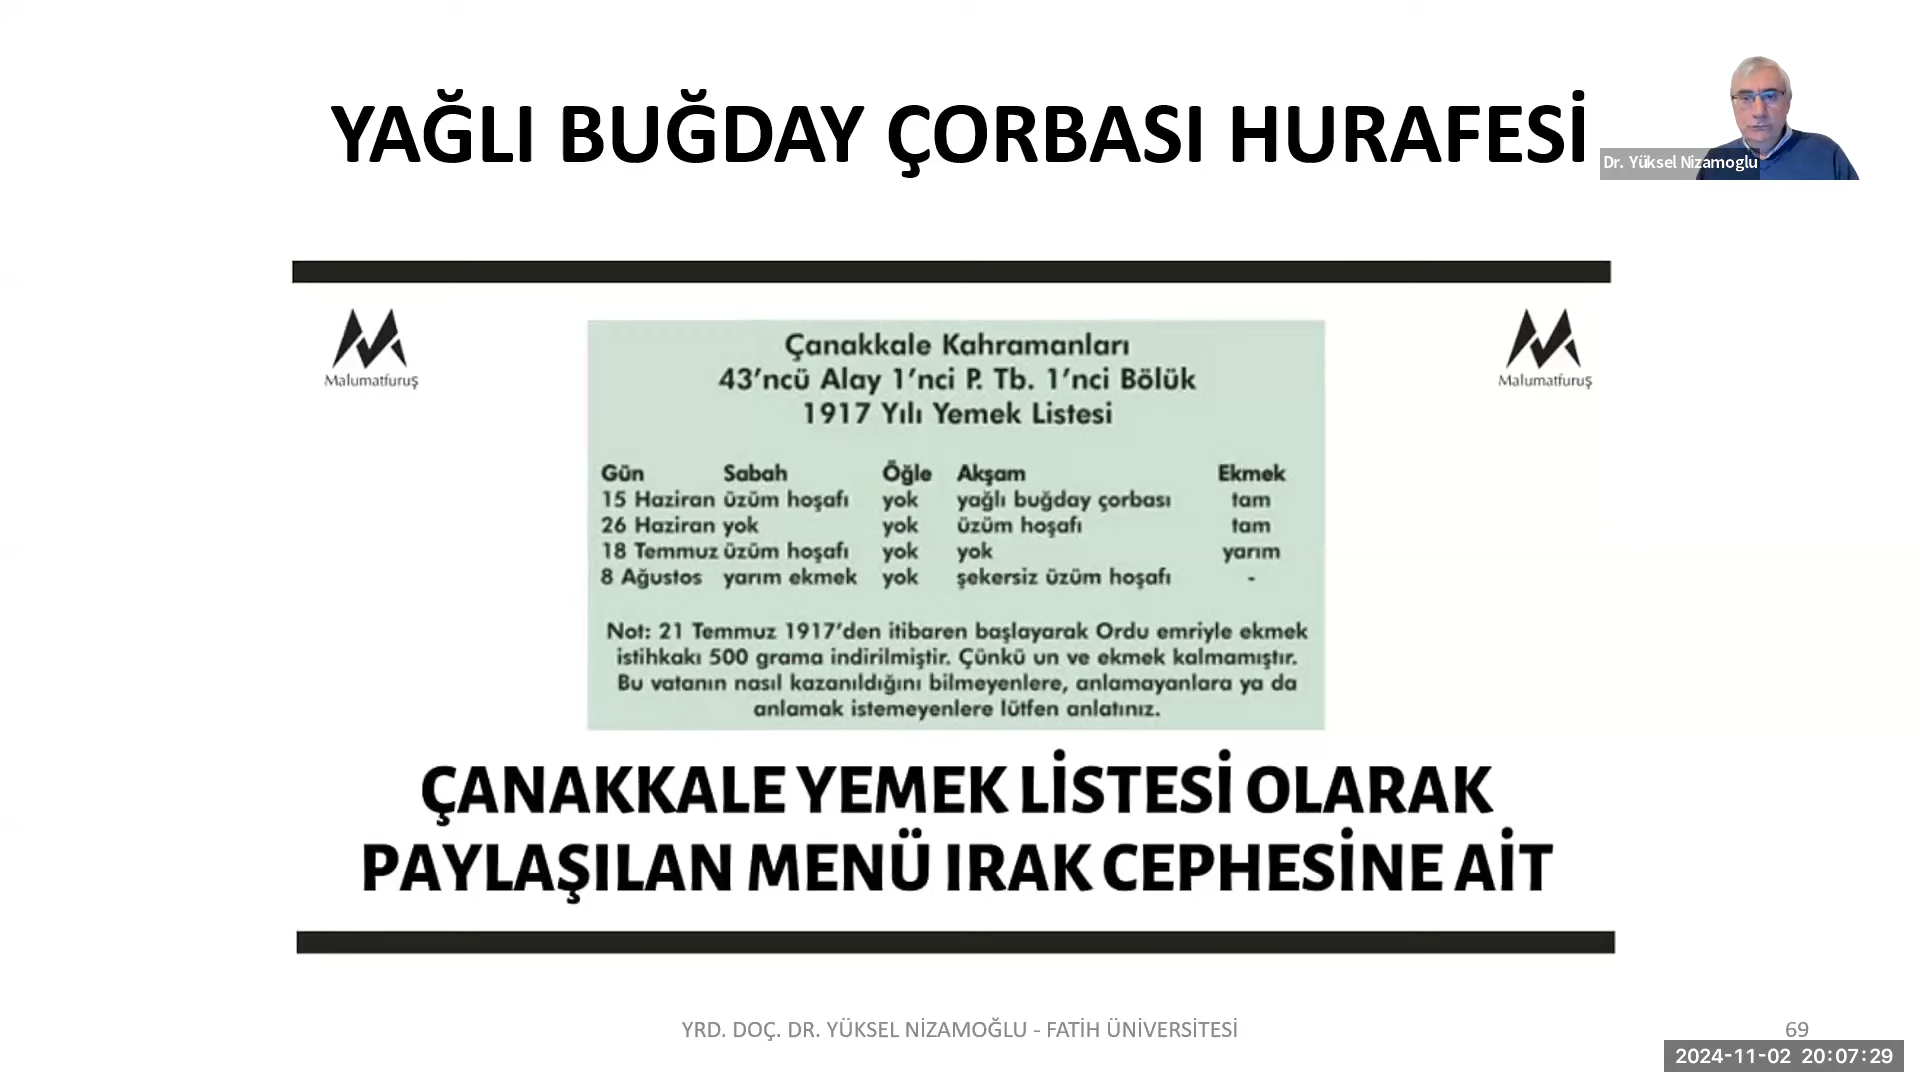 YAĞLI BUĞDAY ÇORBASI HURAFESİ
Dr. Yüksel Nizamoglu
Malumatfuruş
Malumatfuruş
Çanakkale Kahramanları
43'ncü Alay 1'nci P. Tb. 1'nci Bölük
1917 Yılı Yemek Listesi
Gün Sabah Öğle Akşam Ekmek
15 Haziran üzüm hoşafı yok yağlı buğday çorbası tam
26 Haziran yok yok üzüm hoşafı tam
18 Temmuz üzüm hoşafı yok yok yarım
8 Ağustos yarım ekmek yok şekersiz üzüm hoşafı -
Not: 21 Temmuz 1917'den itibaren başlayarak Ordu emriyle ekmek
istihkakı 500 grama indirilmiştir. Çünkü un ve ekmek kalmamıştır.
Bu vatanın nasıl kazanıldığını bilmeyenlere, anlamayanlara ya da
anlamak istemeyenlere lütfen anlatınız.
ÇANAKKALE YEMEK LİSTESİ OLARAK
PAYLAŞILAN MENÜ IRAK CEPHESİNE AİT
YRD. DOÇ. DR. YÜKSEL NİZAMOĞLU - FATİH ÜNİVERSİTESİ
69
2024-11-02 20:07:29